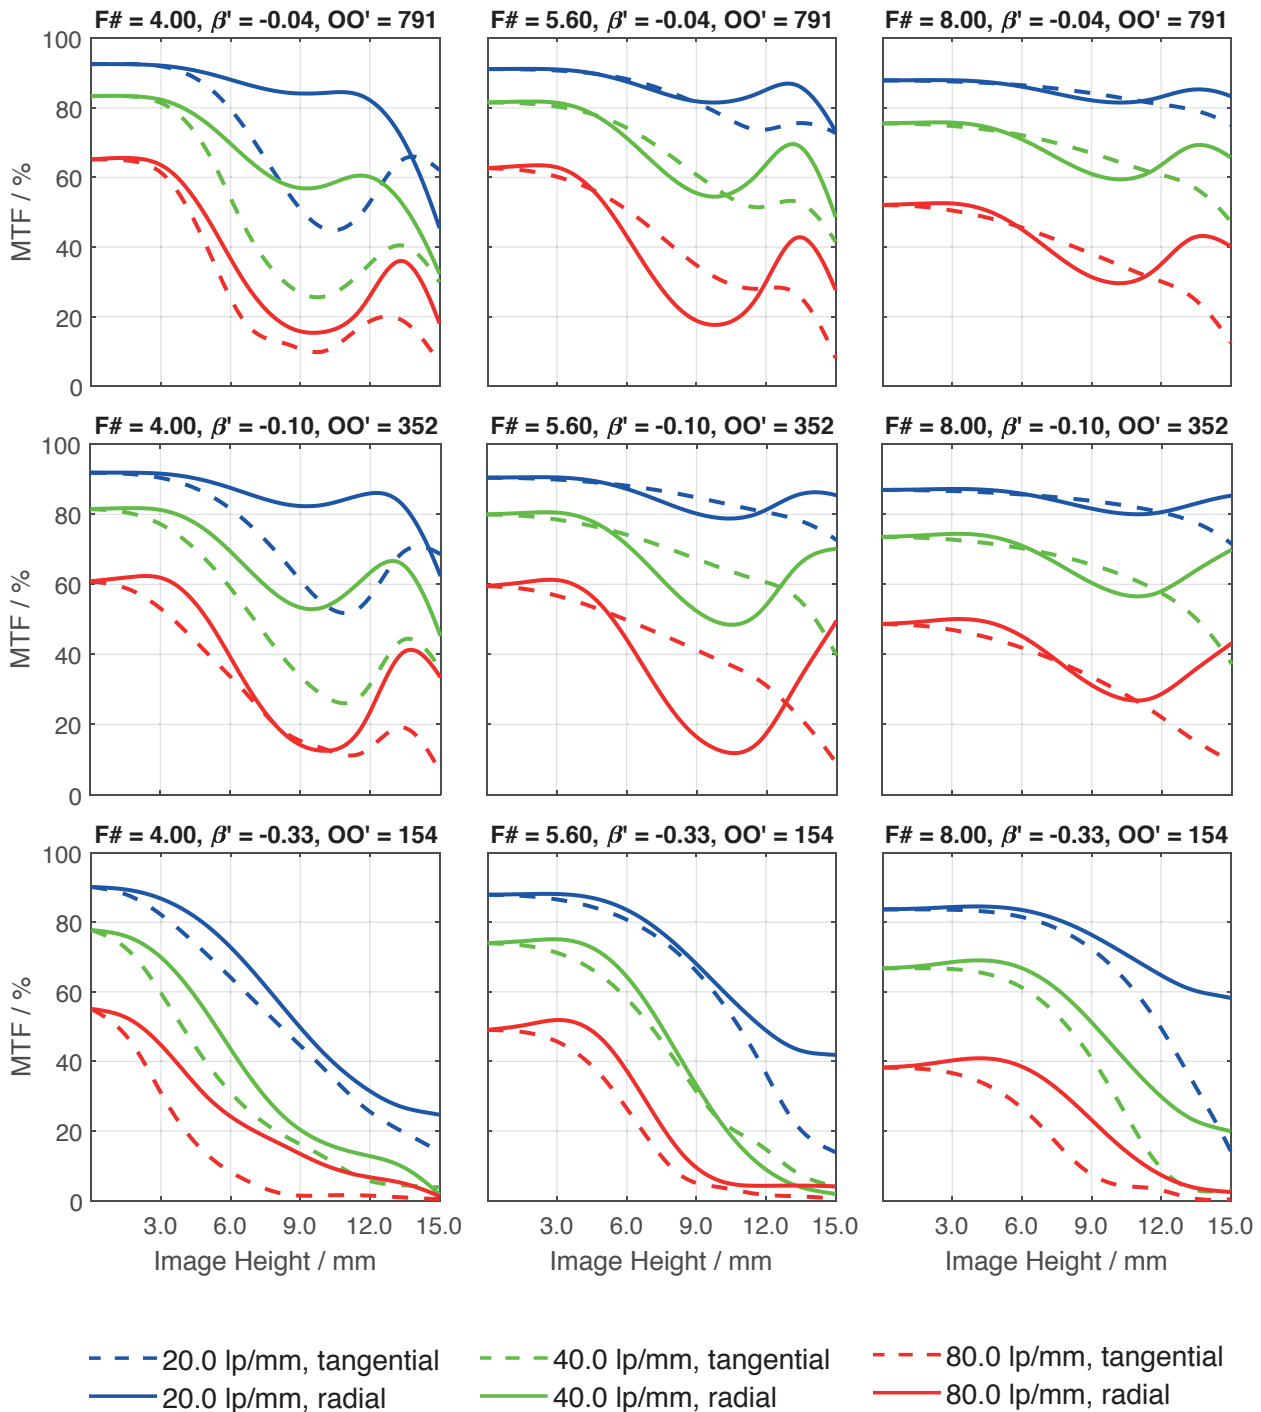 F# = 4.00, β' = -0.04, OO' = 791
F# = 5.60, β' = -0.04, OO' = 791
F# = 8.00, β' = -0.04, OO' = 791
100
80
60
40
20
0
MTF / %
F# = 4.00, β' = -0.10, OO' = 352
F# = 5.60, β' = -0.10, OO' = 352
F# = 8.00, β' = -0.10, OO' = 352
100
80
60
40
20
0
MTF / %
F# = 4.00, β' = -0.33, OO' = 154
F# = 5.60, β' = -0.33, OO' = 154
F# = 8.00, β' = -0.33, OO' = 154
100
80
60
40
20
0
MTF / %
3.0 6.0 9.0 12.0 15.0
3.0 6.0 9.0 12.0 15.0
3.0 6.0 9.0 12.0 15.0
Image Height / mm
Image Height / mm
Image Height / mm
20.0 lp/mm, tangential
40.0 lp/mm, tangential
80.0 lp/mm, tangential
20.0 lp/mm, radial
40.0 lp/mm, radial
80.0 lp/mm, radial